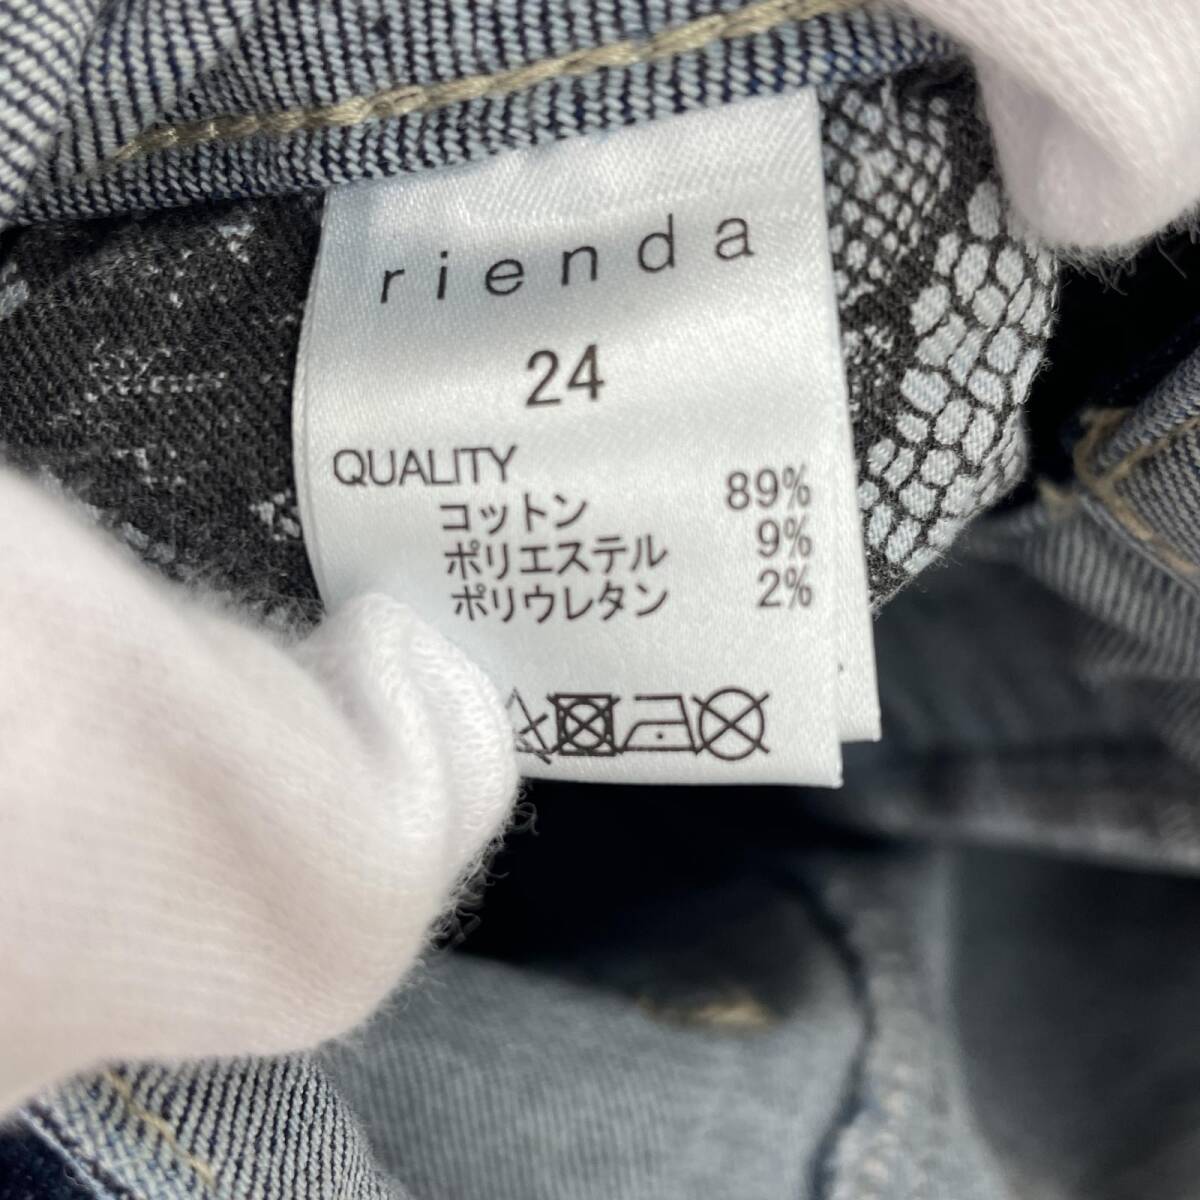 rienda
24
QUALITY
コットン 89%
ポリエステル 9%
ポリウレタン 2%